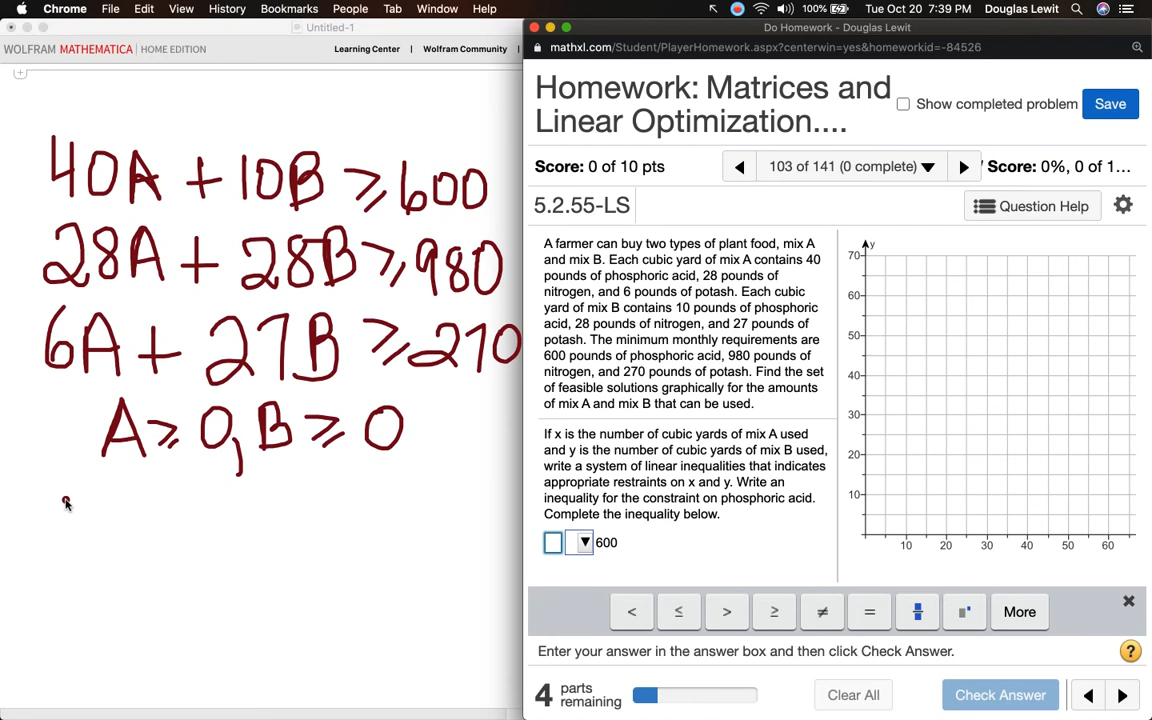 Chrome File Edit View History Bookmarks People Tab Window Help 100% Tue Oct 20 7:39 PM Douglas Lewit
Untitled-1
WOLFRAM MATHEMATICA | HOME EDITION Learning Center | Wolfram Community |
40A + 10B ≥ 600
28A + 28B ≥ 980
6A + 27B ≥ 270
A ≥ 0, B ≥ 0
Do Homework - Douglas Lewit
mathxl.com/Student/PlayerHomework.aspx?centerwin=yes&homeworkid=-84526
Homework: Matrices and
Linear Optimization....
Show completed problem Save
Score: 0 of 10 pts 103 of 141 (0 complete) / Score: 0%, 0 of 1...
5.2.55-LS Question Help
A farmer can buy two types of plant food, mix A
and mix B. Each cubic yard of mix A contains 40
pounds of phosphoric acid, 28 pounds of
nitrogen, and 6 pounds of potash. Each cubic
yard of mix B contains 10 pounds of phosphoric
acid, 28 pounds of nitrogen, and 27 pounds of
potash. The minimum monthly requirements are
600 pounds of phosphoric acid, 980 pounds of
nitrogen, and 270 pounds of potash. Find the set
of feasible solutions graphically for the amounts
of mix A and mix B that can be used.
If x is the number of cubic yards of mix A used
and y is the number of cubic yards of mix B used,
write a system of linear inequalities that indicates
appropriate restraints on x and y. Write an
inequality for the constraint on phosphoric acid.
Complete the inequality below.
600
y
70
60
50
40
30
20
10
10 20 30 40 50 60
< ≤ > ≥ ≠ = More
Enter your answer in the answer box and then click Check Answer. ?
4 parts
remaining
Clear All Check Answer